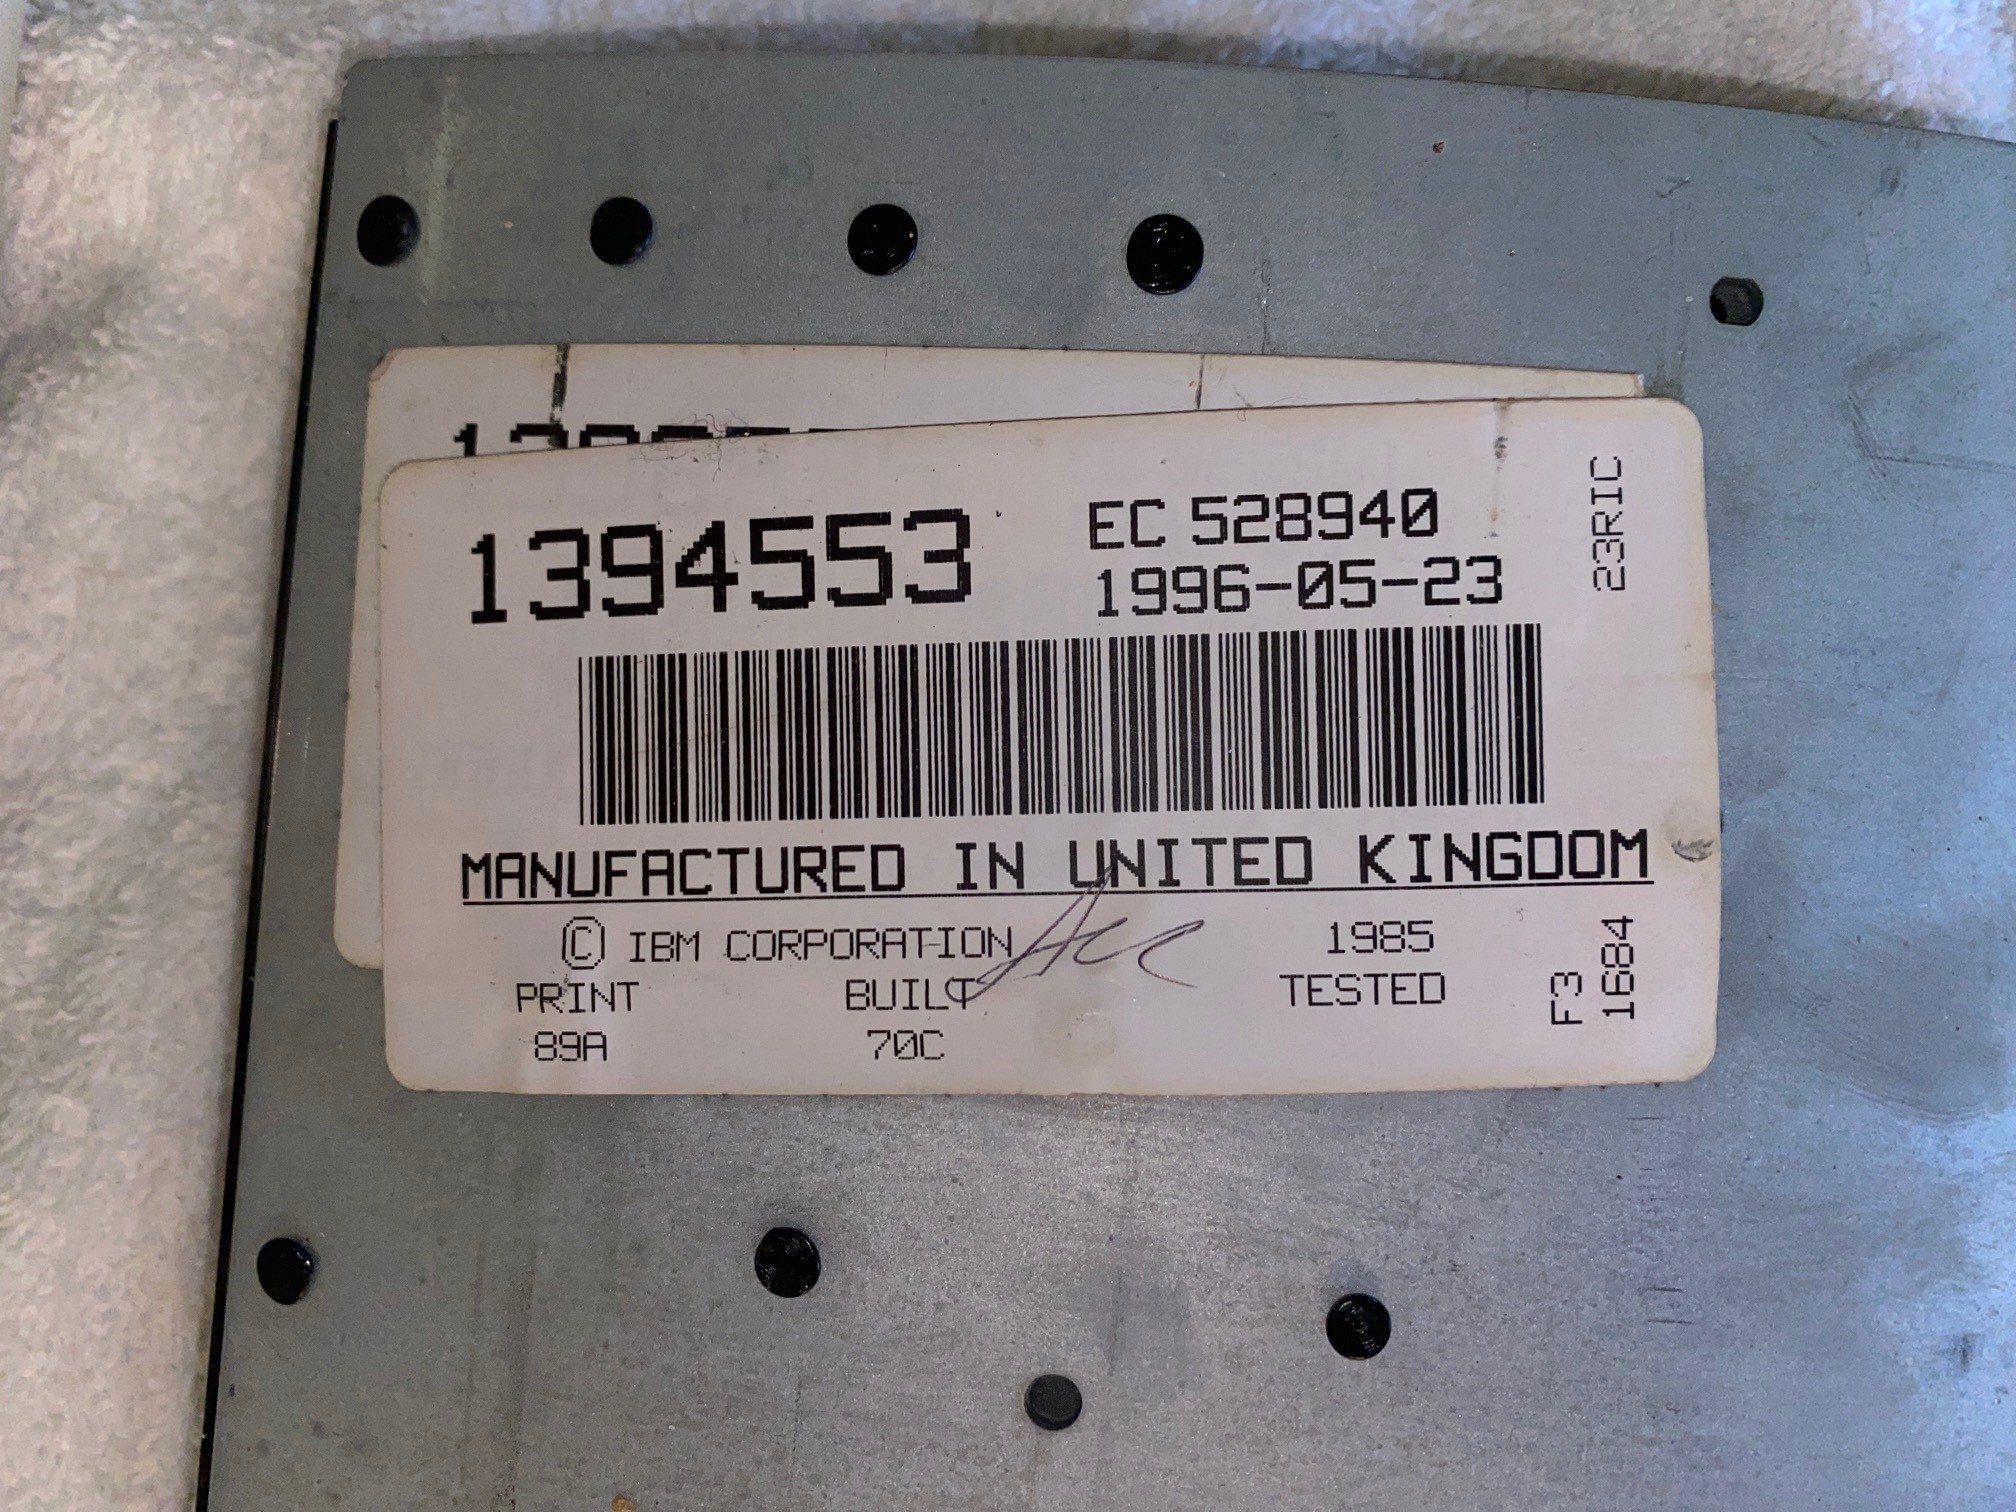 1394553
EC 528940
1996-05-23
23RIC
MANUFACTURED IN UNITED KINGDOM
© IBM CORPORATION 1985
PRINT BUILT TESTED
89A 70C
F3
1684